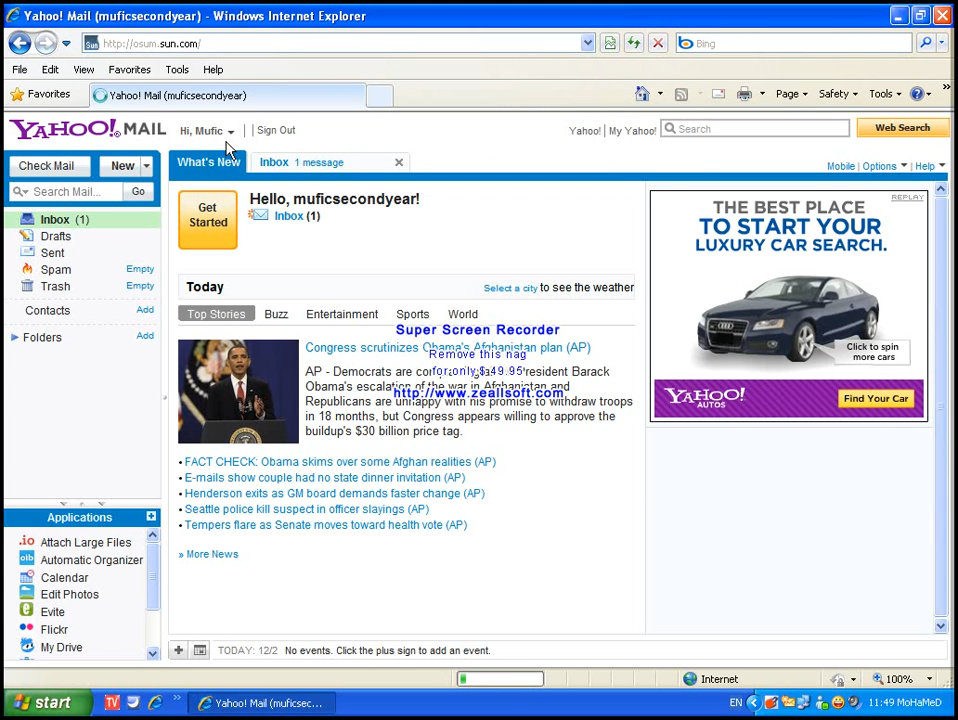 Yahoo! Mail (muficsecondyear) - Windows Internet Explorer
Sun http://osum.sun.com/
Bing
File Edit View Favorites Tools Help
Favorites Yahoo! Mail (muficsecondyear)
Page Safety Tools
YAHOO! MAIL Hi, Mufic | Sign Out
Yahoo! | My Yahoo! Search Web Search
Check Mail New
What's New Inbox 1 message
Mobile | Options Help
Search Mail... Go
Inbox (1)
Drafts
Sent
Spam Empty
Trash Empty
Contacts Add
Folders Add
Get Started
Hello, muficsecondyear!
Inbox (1)
Today Select a city to see the weather
Top Stories Buzz Entertainment Sports World
Super Screen Recorder
Remove this nag
for only $ 49.95
http://www.zeallsoft.com
Congress scrutinizes Obama's Afghanistan plan (AP)
AP - Democrats are President Barack
Obama's escalation of the war in Afghanistan and
Republicans are unhappy with his promise to withdraw troops
in 18 months, but Congress appears willing to approve the
buildup's $30 billion price tag.
• FACT CHECK: Obama skims over some Afghan realities (AP)
• E-mails show couple had no state dinner invitation (AP)
• Henderson exits as GM board demands faster change (AP)
• Seattle police kill suspect in officer slayings (AP)
• Tempers flare as Senate moves toward health vote (AP)
» More News
REPLAY
THE BEST PLACE
TO START YOUR
LUXURY CAR SEARCH.
Click to spin
more cars
YAHOO! AUTOS Find Your Car
Applications
.io Attach Large Files
oib Automatic Organizer
Calendar
Edit Photos
Evite
Flickr
My Drive
TODAY: 12/2 No events. Click the plus sign to add an event.
Internet 100%
start Yahoo! Mail (muficsec... EN 11:49 MoHaMeD